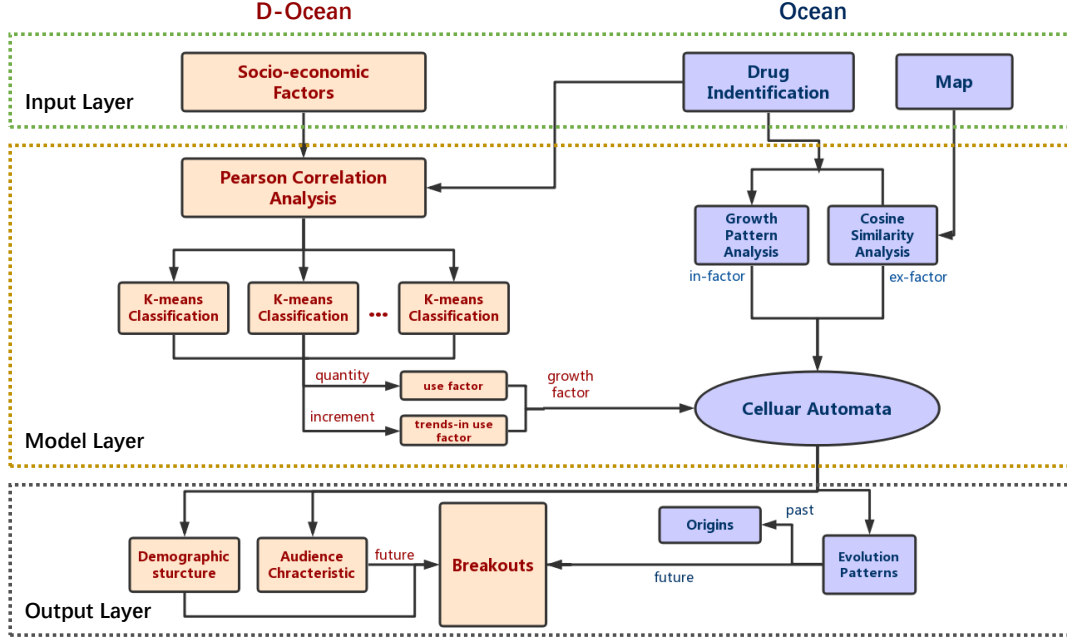 D-Ocean
Ocean
Input Layer
Socio-economic
Factors
Drug
Indentification
Map
Pearson Correlation
Analysis
Growth
Pattern
Analysis
Cosine
Similarity
Analysis
in-factor
ex-factor
K-means
Classification
K-means
Classification
...
K-means
Classification
quantity
use factor
growth
factor
increment
trends-in use
factor
Celluar Automata
Model Layer
Demographic
sturcture
Audience
Chracteristic
future
Breakouts
Origins
past
future
Evolution
Patterns
Output Layer